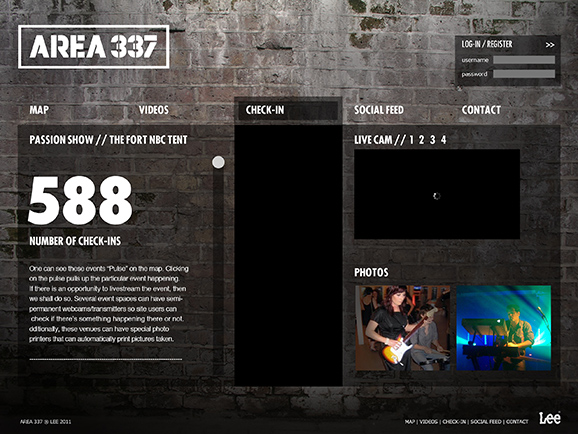 AREA 337
LOG-IN / REGISTER >>
username
password
MAP VIDEOS CHECK-IN SOCIAL FEED CONTACT
PASSION SHOW // THE FORT NBC TENT
588
NUMBER OF CHECK-INS
One can see these events "Pulse" on the map. Clicking
on the pulse pulls up the particular event happening.
If there is an opportunity to livestream the event, then
we shall do so. Several event spaces can have semi-
permanent webcams/transmitters so site users can
check if there's something happening there or not.
dditionally, these venues can have special photo
printers that can automatically print pictures taken.
LIVE CAM // 1 2 3 4
PHOTOS
AREA 337 @ LEE 2011
MAP | VIDEOS | CHECK-IN | SOCIAL FEED | CONTACT
Lee